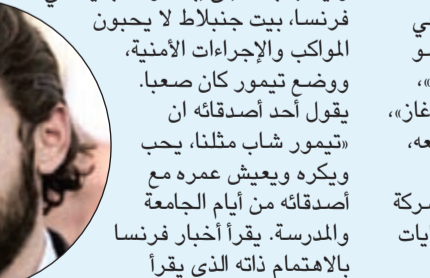 فرنسا، بيت جنبلاط لا يحبون
المواكب والإجراءات الأمنية،
ووضع تيمور كان صعبا.
يقول أحد أصدقائه ان
«تيمور شاب مثلنا، يحب
ويكره ويعيش عمره مع
أصدقائه من أيام الجامعة
والمدرسة. يقرأ أخبار فرنسا
بالاهتمام ذاته الذي يقرأ